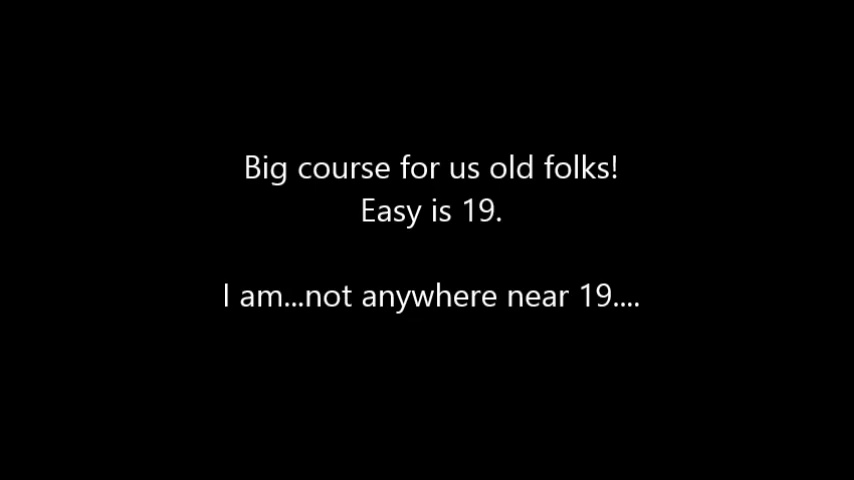 Big course for us old folks!
Easy is 19.
I am...not anywhere near 19....